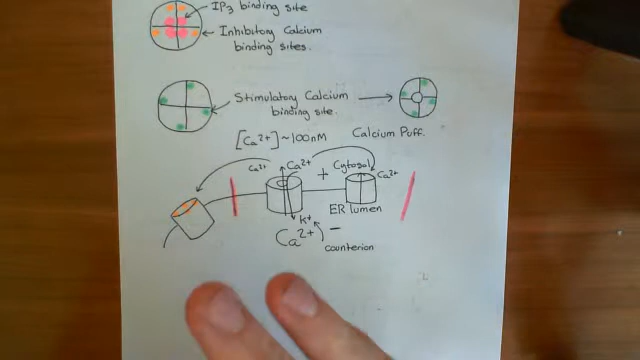 IP3 binding site
Inhibitory Calcium
binding sites.
Stimulatory Calcium
binding site.
[Ca²⁺]~100nM
Calcium Puff.
Ca²⁺
Ca²⁺
+
Cytosol
Ca²⁺
ER lumen
K+
Ca²⁺
−
counterion